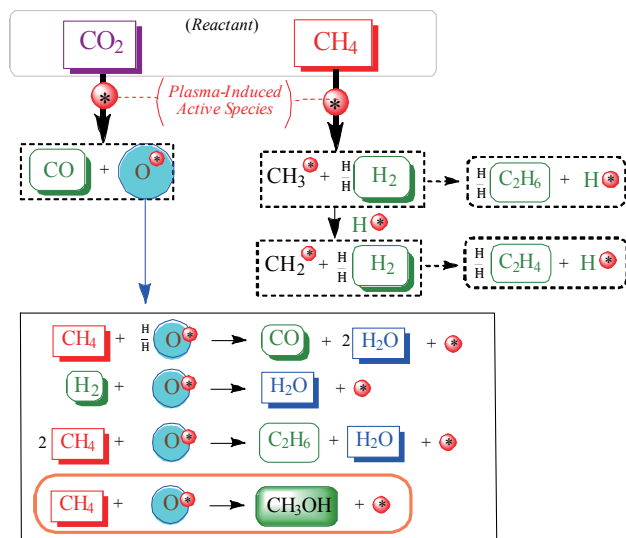 (Reactant)
CO₂ CH₄
* (Plasma-Induced Active Species) *
CO + O* CH₃* + H/H H₂ H/H C₂H₆ + H*
H*
CH₂* + H/H H₂ H/H C₂H₄ + H*
CH₄ + H/H O* → CO + 2 H₂O + *
H₂ + O* → H₂O + *
2 CH₄ + O* → C₂H₆ + H₂O + *
CH₄ + O* → CH₃OH + *